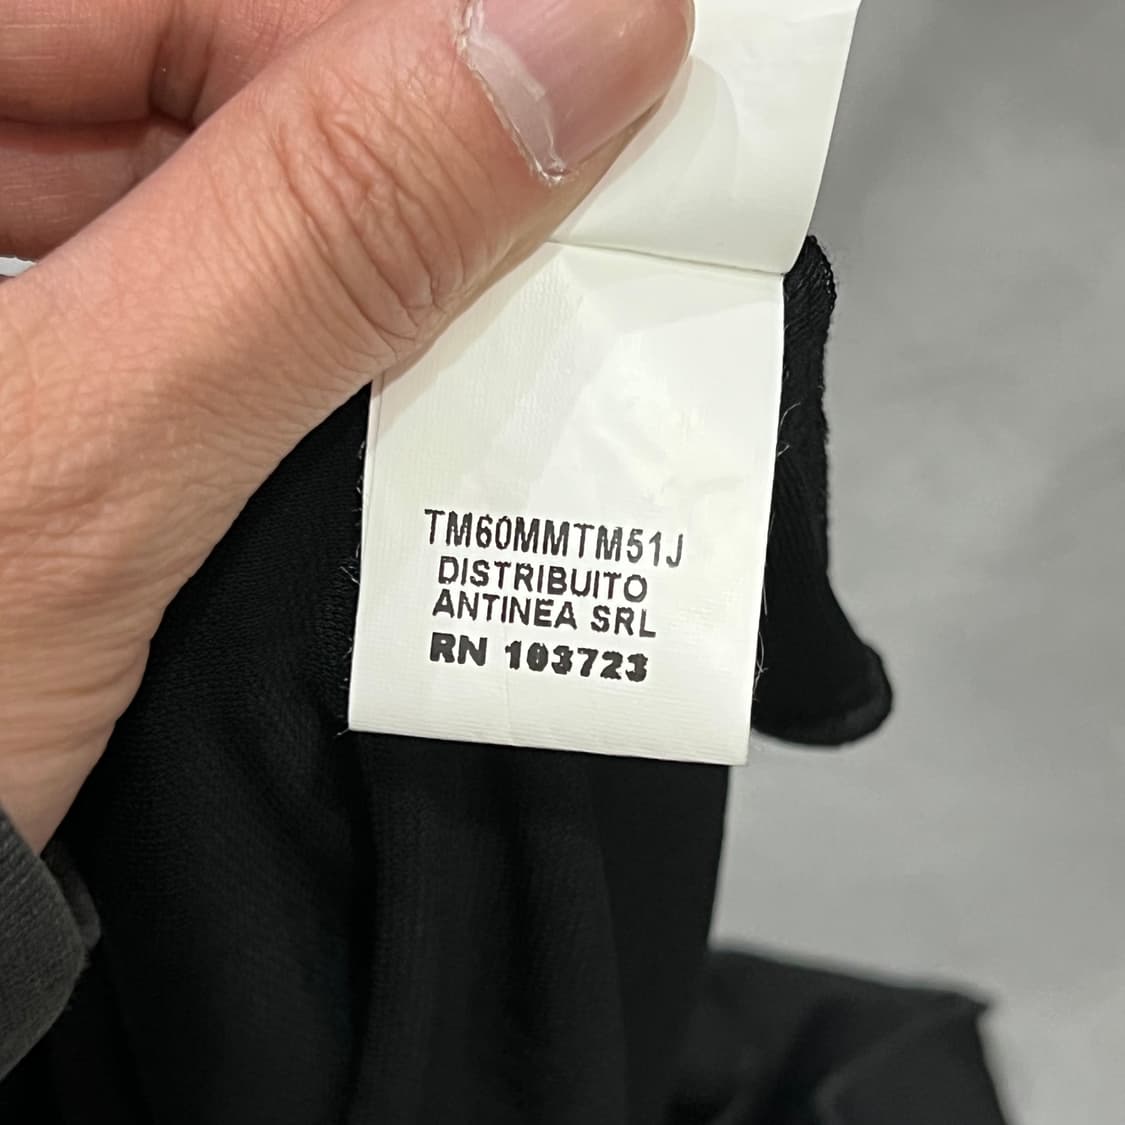 TM60MMTM51J
DISTRIBUITO
ANTINEA SRL
RN 103723